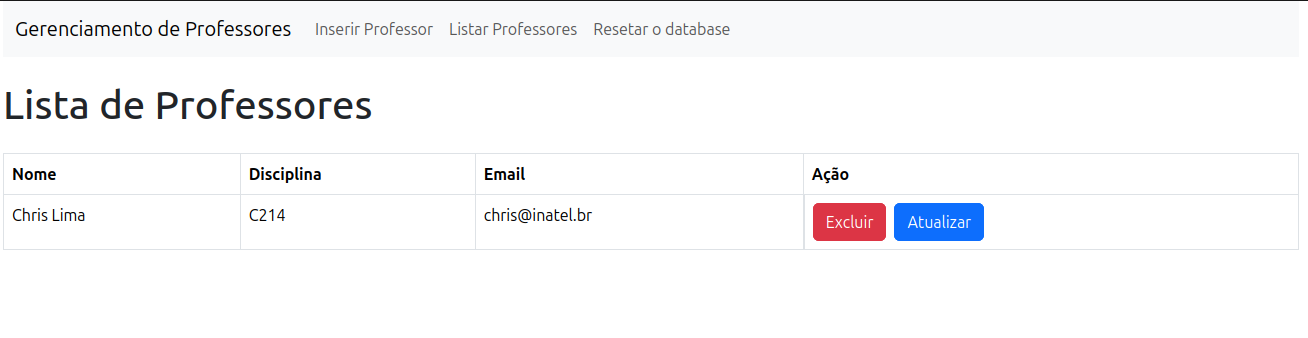 Gerenciamento de Professores Inserir Professor Listar Professores Resetar o database
Lista de Professores
Nome Disciplina Email Ação
Chris Lima C214 chris@inatel.br Excluir Atualizar